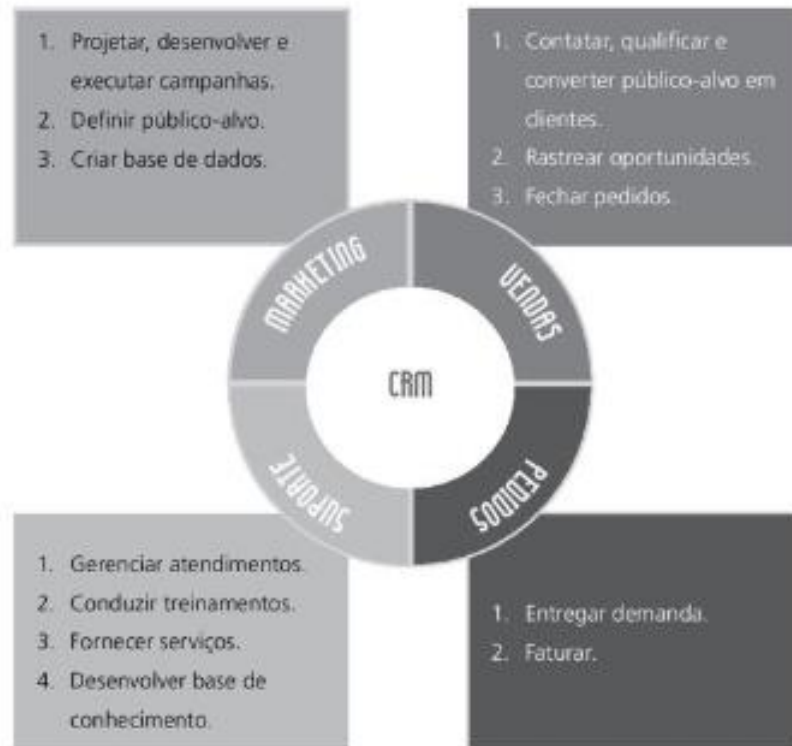 1. Projetar, desenvolver e
executar campanhas.
2. Definir público-alvo.
3. Criar base de dados.
1. Contatar, qualificar e
converter público-alvo em
clientes.
2. Rastrear oportunidades.
3. Fechar pedidos.
MARKETING
VENDAS
CRM
SUPORTE
PEDIDOS
1. Gerenciar atendimentos.
2. Conduzir treinamentos.
3. Fornecer serviços.
4. Desenvolver base de
conhecimento.
1. Entregar demanda.
2. Faturar.